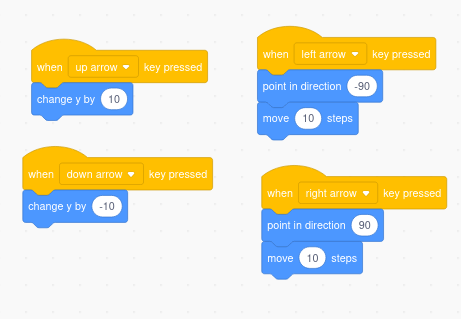 when up arrow key pressed
change y by 10
when down arrow key pressed
change y by -10
when left arrow key pressed
point in direction -90
move 10 steps
when right arrow key pressed
point in direction 90
move 10 steps